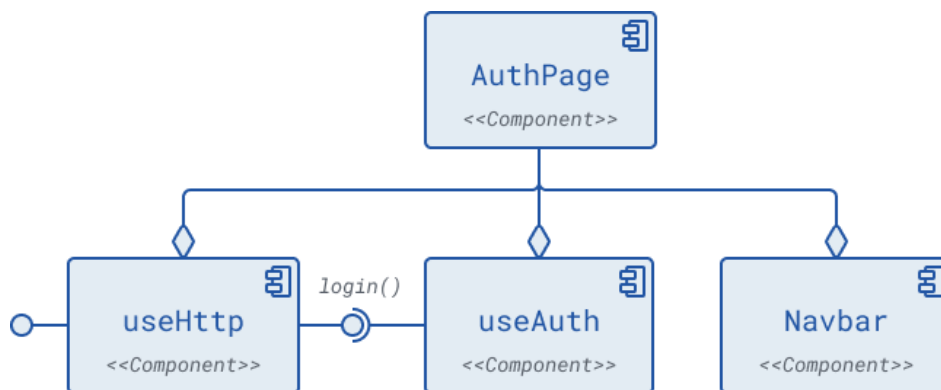 AuthPage
<<Component>>
login()
useHttp
useAuth
Navbar
<<Component>>
<<Component>>
<<Component>>